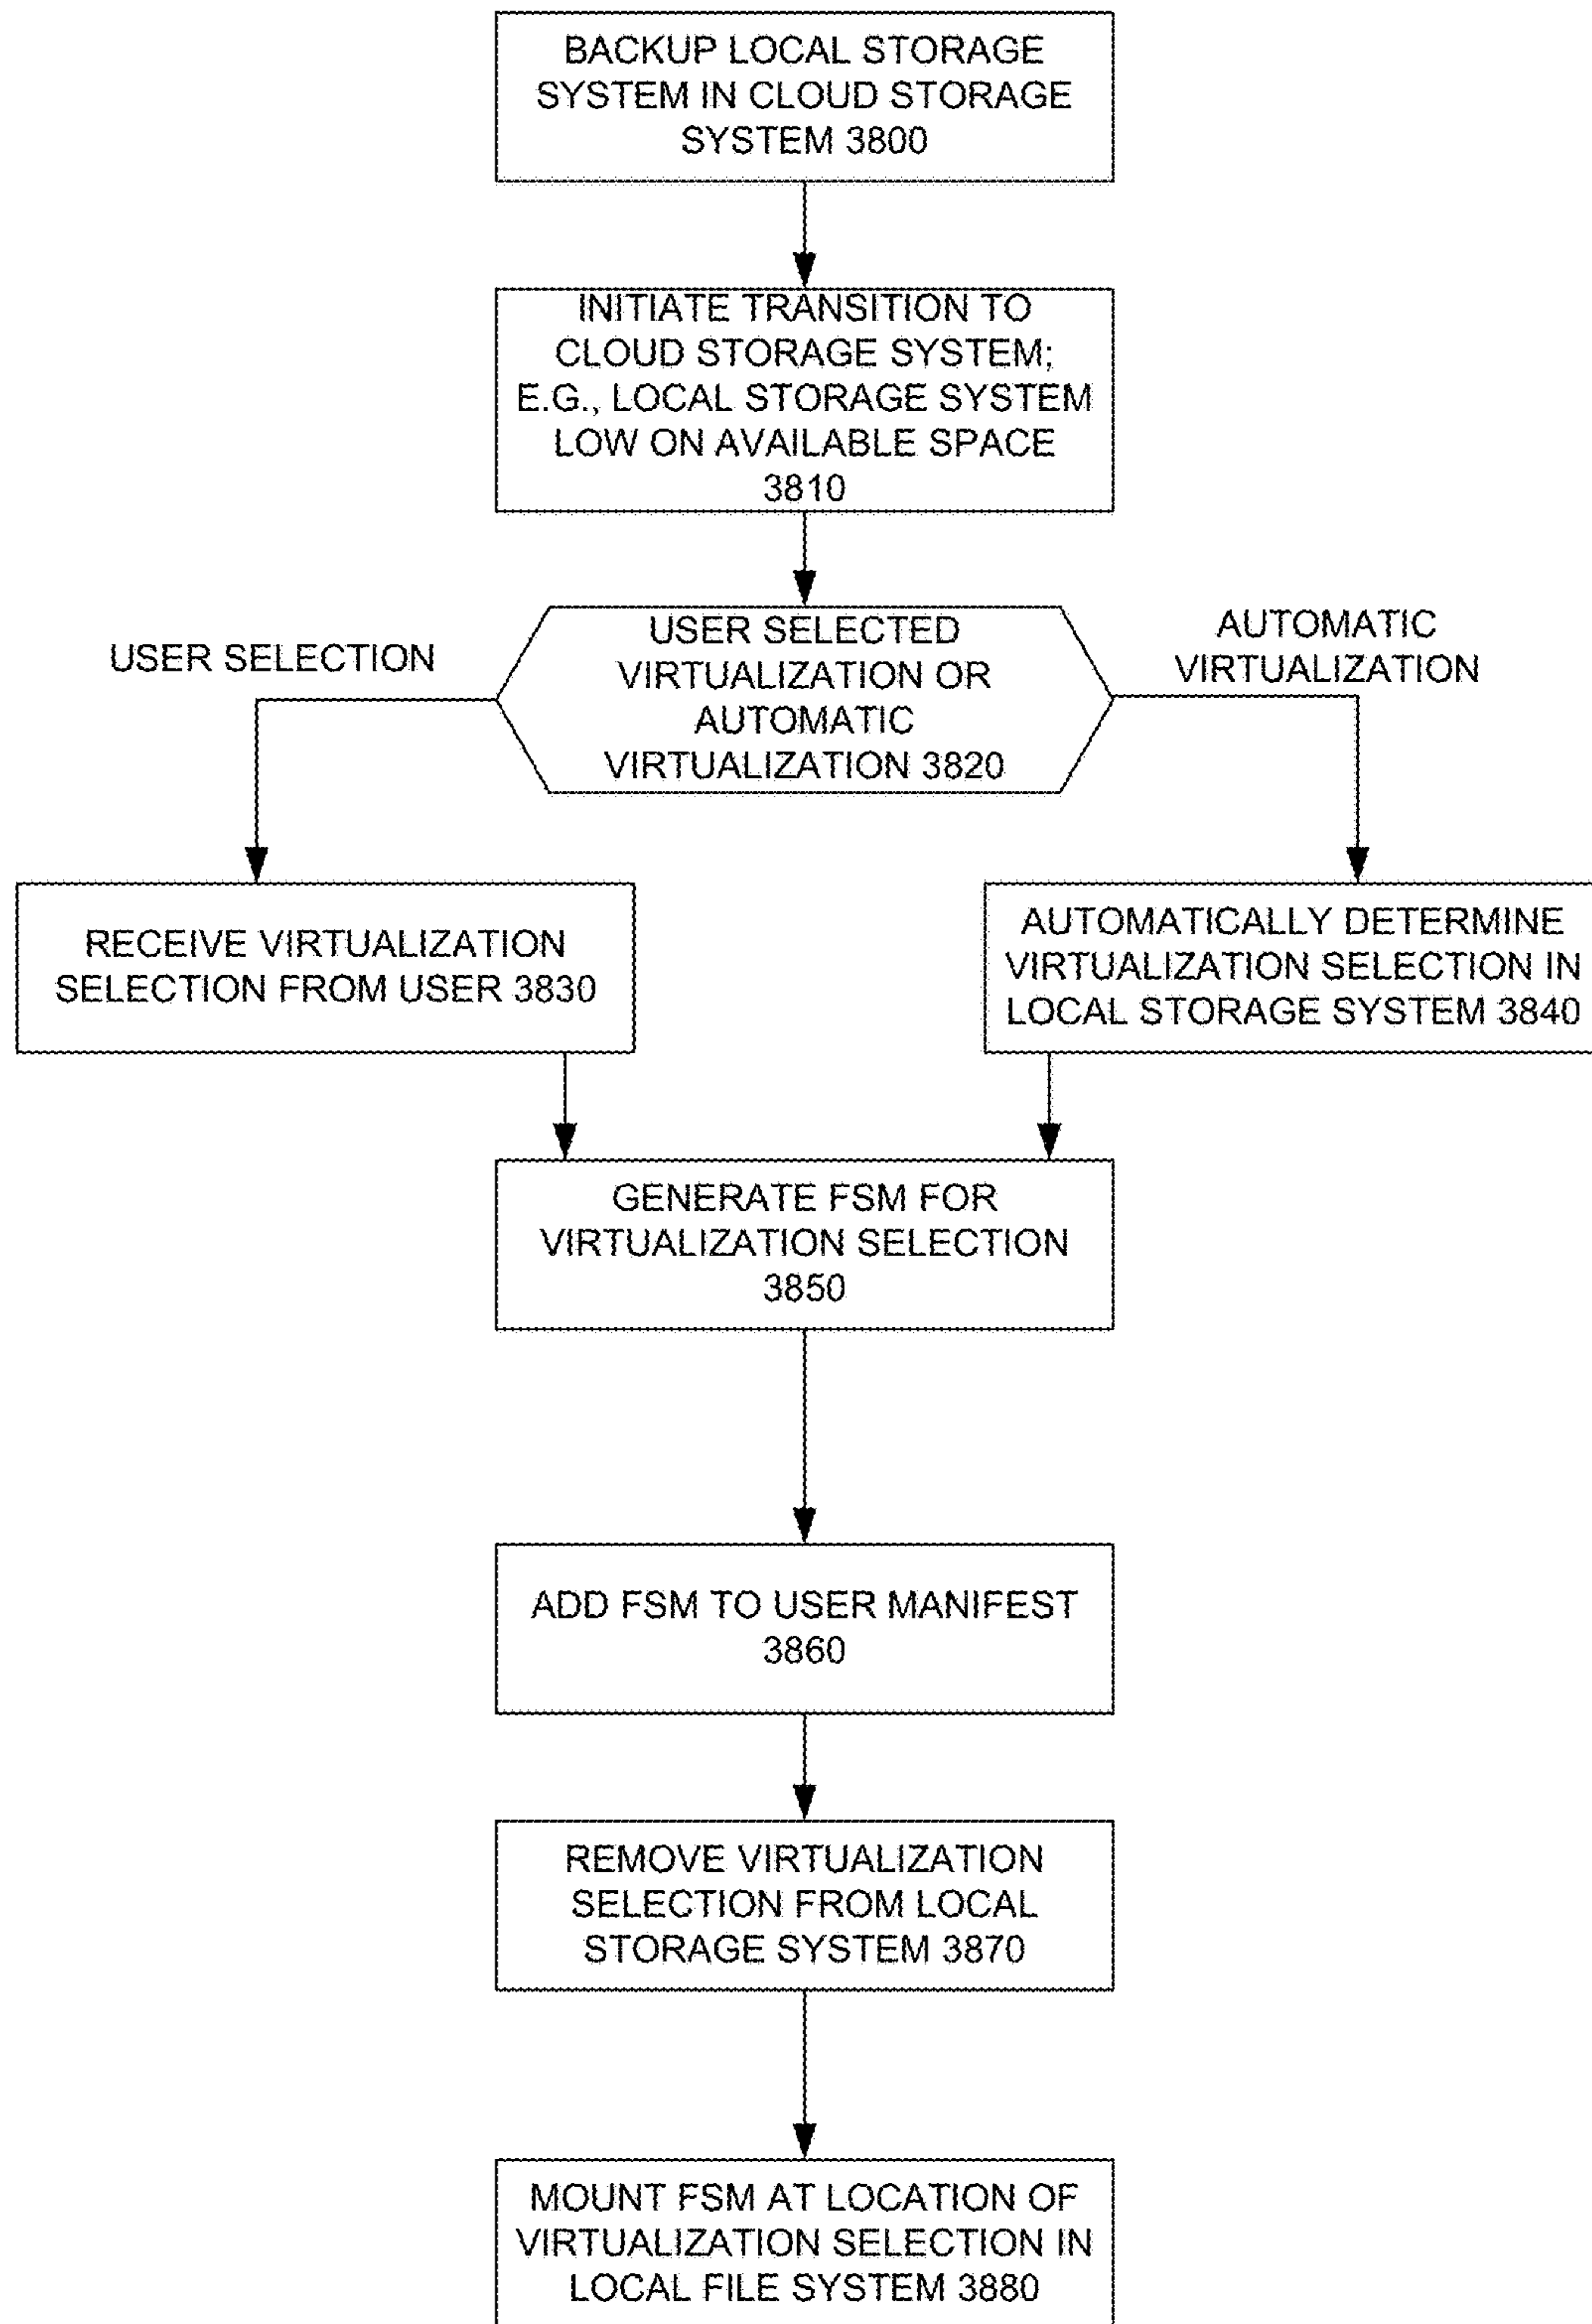 BACKUP LOCAL STORAGE
SYSTEM IN CLOUD STORAGE
SYSTEM 3800
INITIATE TRANSITION TO
CLOUD STORAGE SYSTEM;
E.G., LOCAL STORAGE SYSTEM
LOW ON AVAILABLE SPACE
3810
USER SELECTION
USER SELECTED
VIRTUALIZATION OR
AUTOMATIC
VIRTUALIZATION 3820
AUTOMATIC
VIRTUALIZATION
RECEIVE VIRTUALIZATION
SELECTION FROM USER 3830
AUTOMATICALLY DETERMINE
VIRTUALIZATION SELECTION IN
LOCAL STORAGE SYSTEM 3840
GENERATE FSM FOR
VIRTUALIZATION SELECTION
3850
ADD FSM TO USER MANIFEST
3860
REMOVE VIRTUALIZATION
SELECTION FROM LOCAL
STORAGE SYSTEM 3870
MOUNT FSM AT LOCATION OF
VIRTUALIZATION SELECTION IN
LOCAL FILE SYSTEM 3880